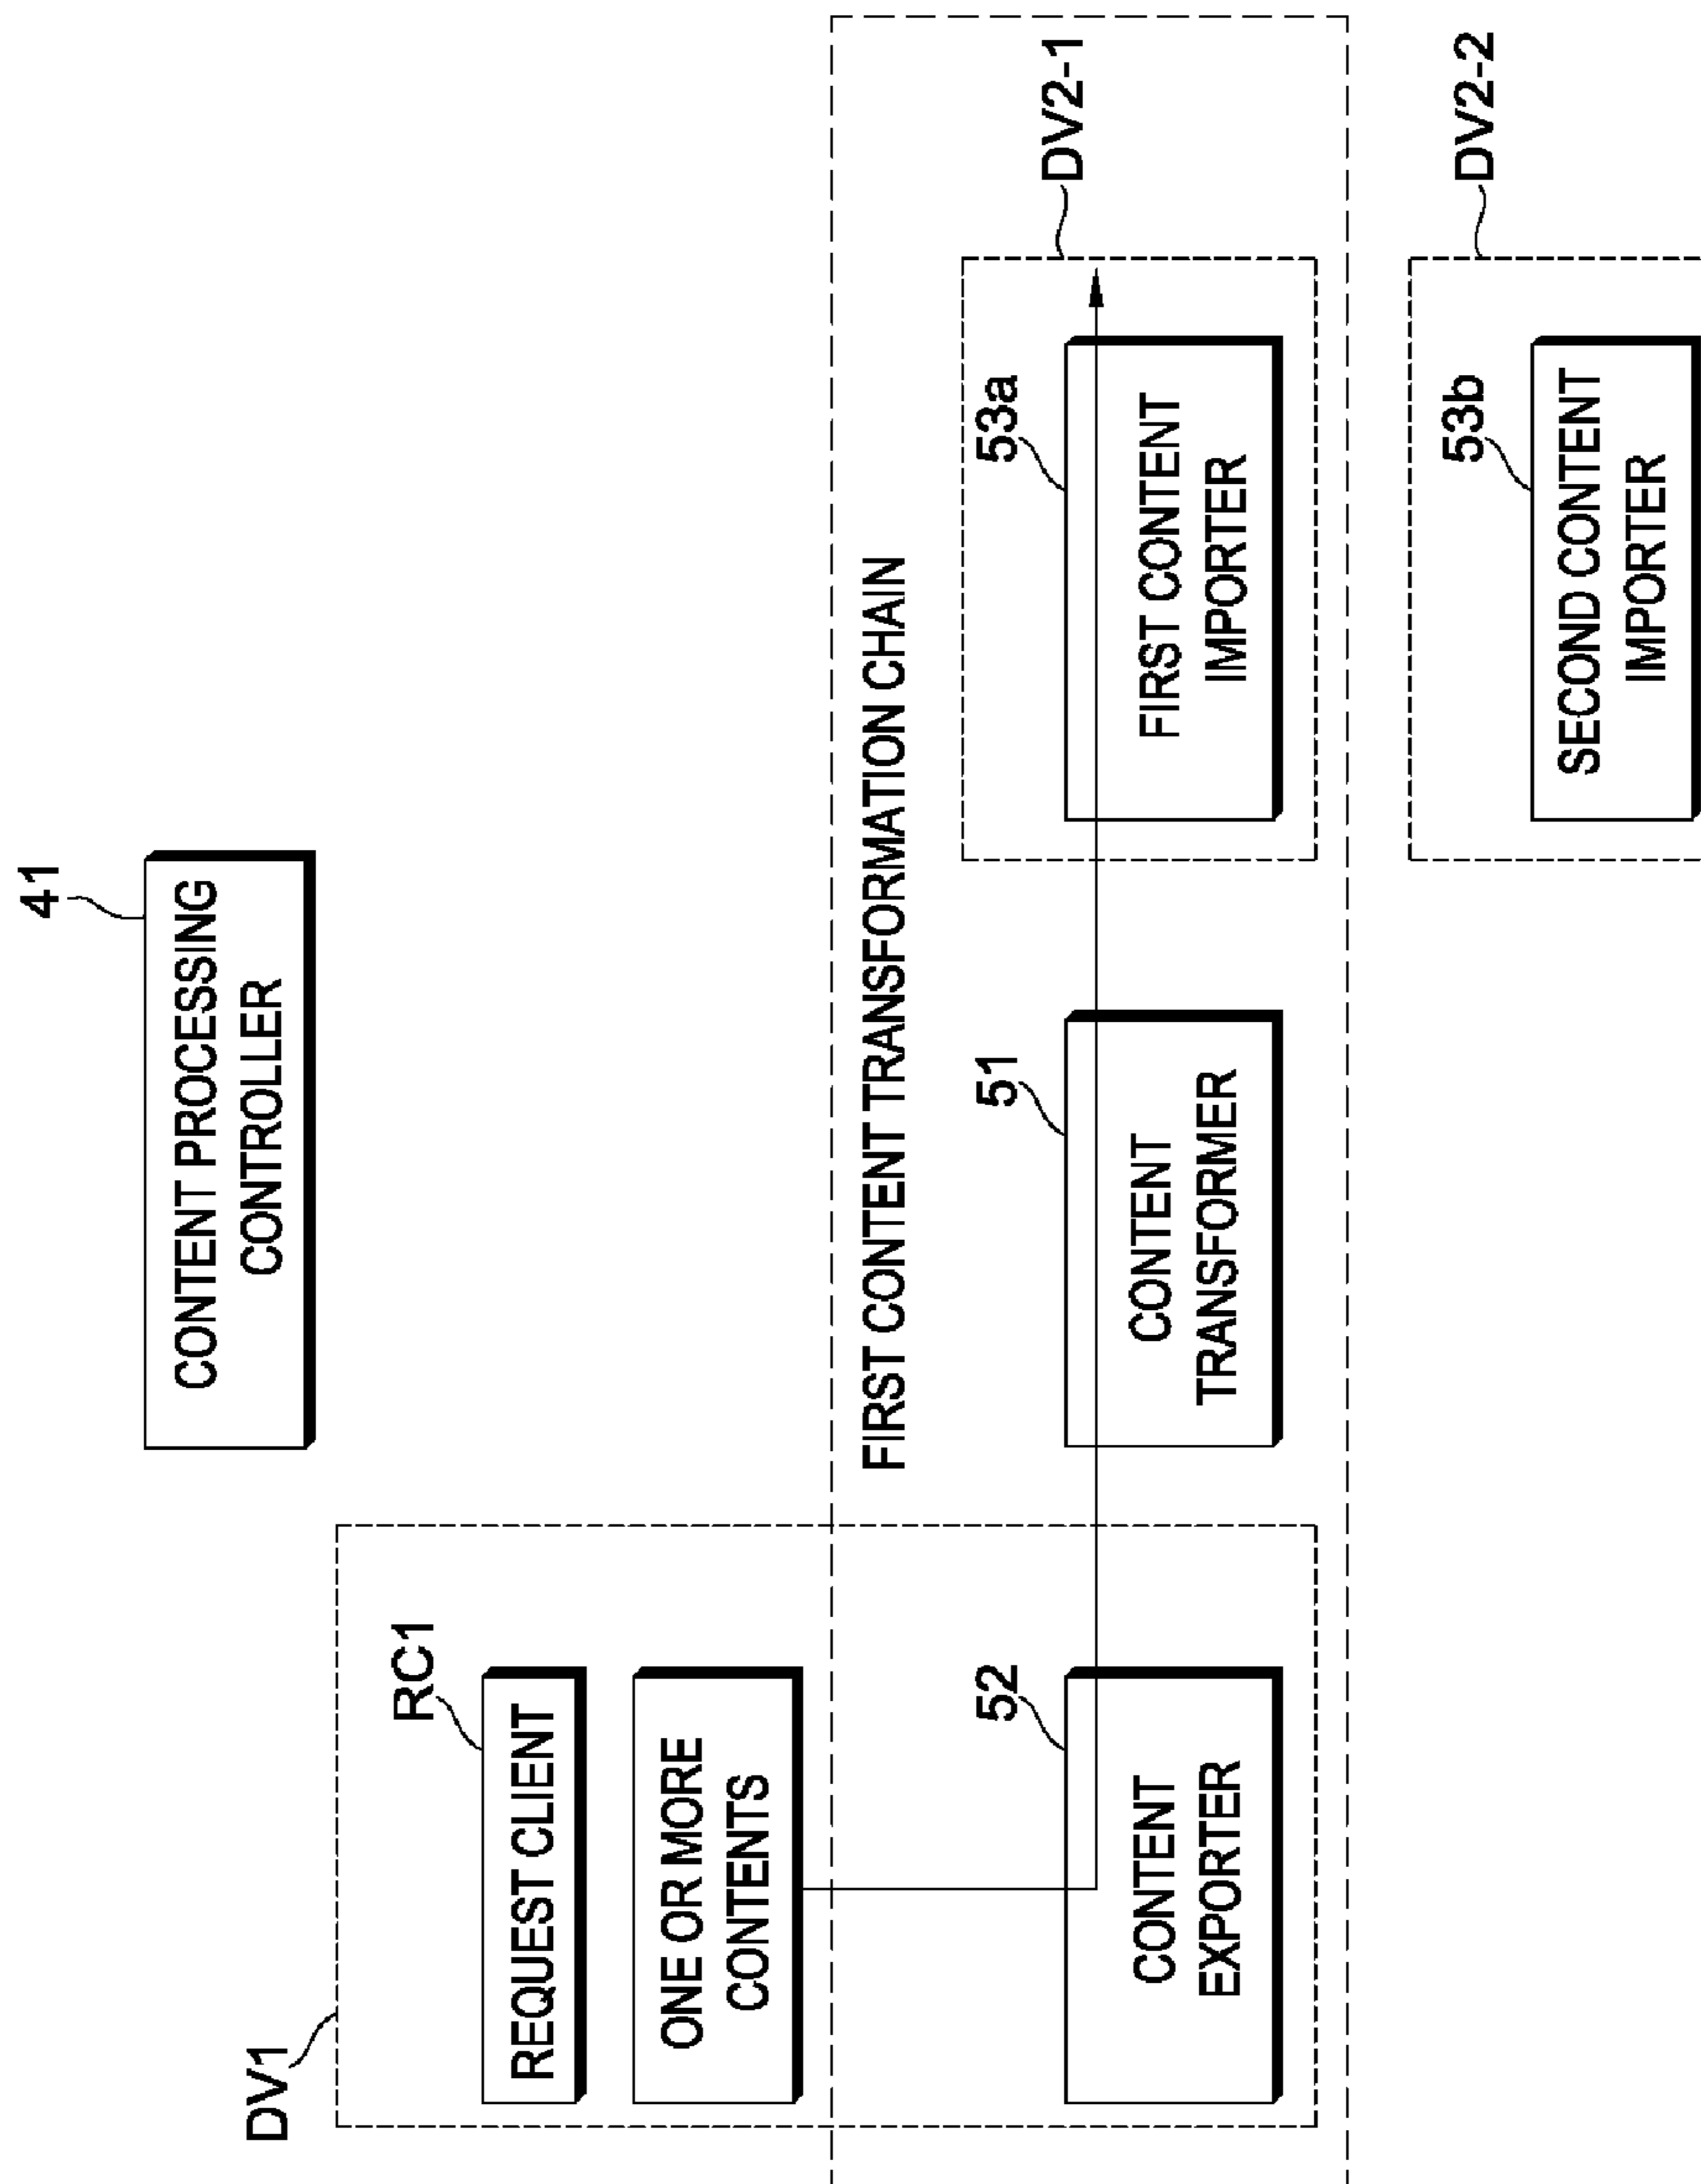 41
CONTENT PROCESSING
CONTROLLER
DV1
RC1
REQUEST CLIENT
ONE OR MORE
CONTENTS
FIRST CONTENT TRANSFORMATION CHAIN
52
51
53a
DV2-1
CONTENT
EXPORTER
CONTENT
TRANSFORMER
FIRST CONTENT
IMPORTER
53b
DV2-2
SECOND CONTENT
IMPORTER